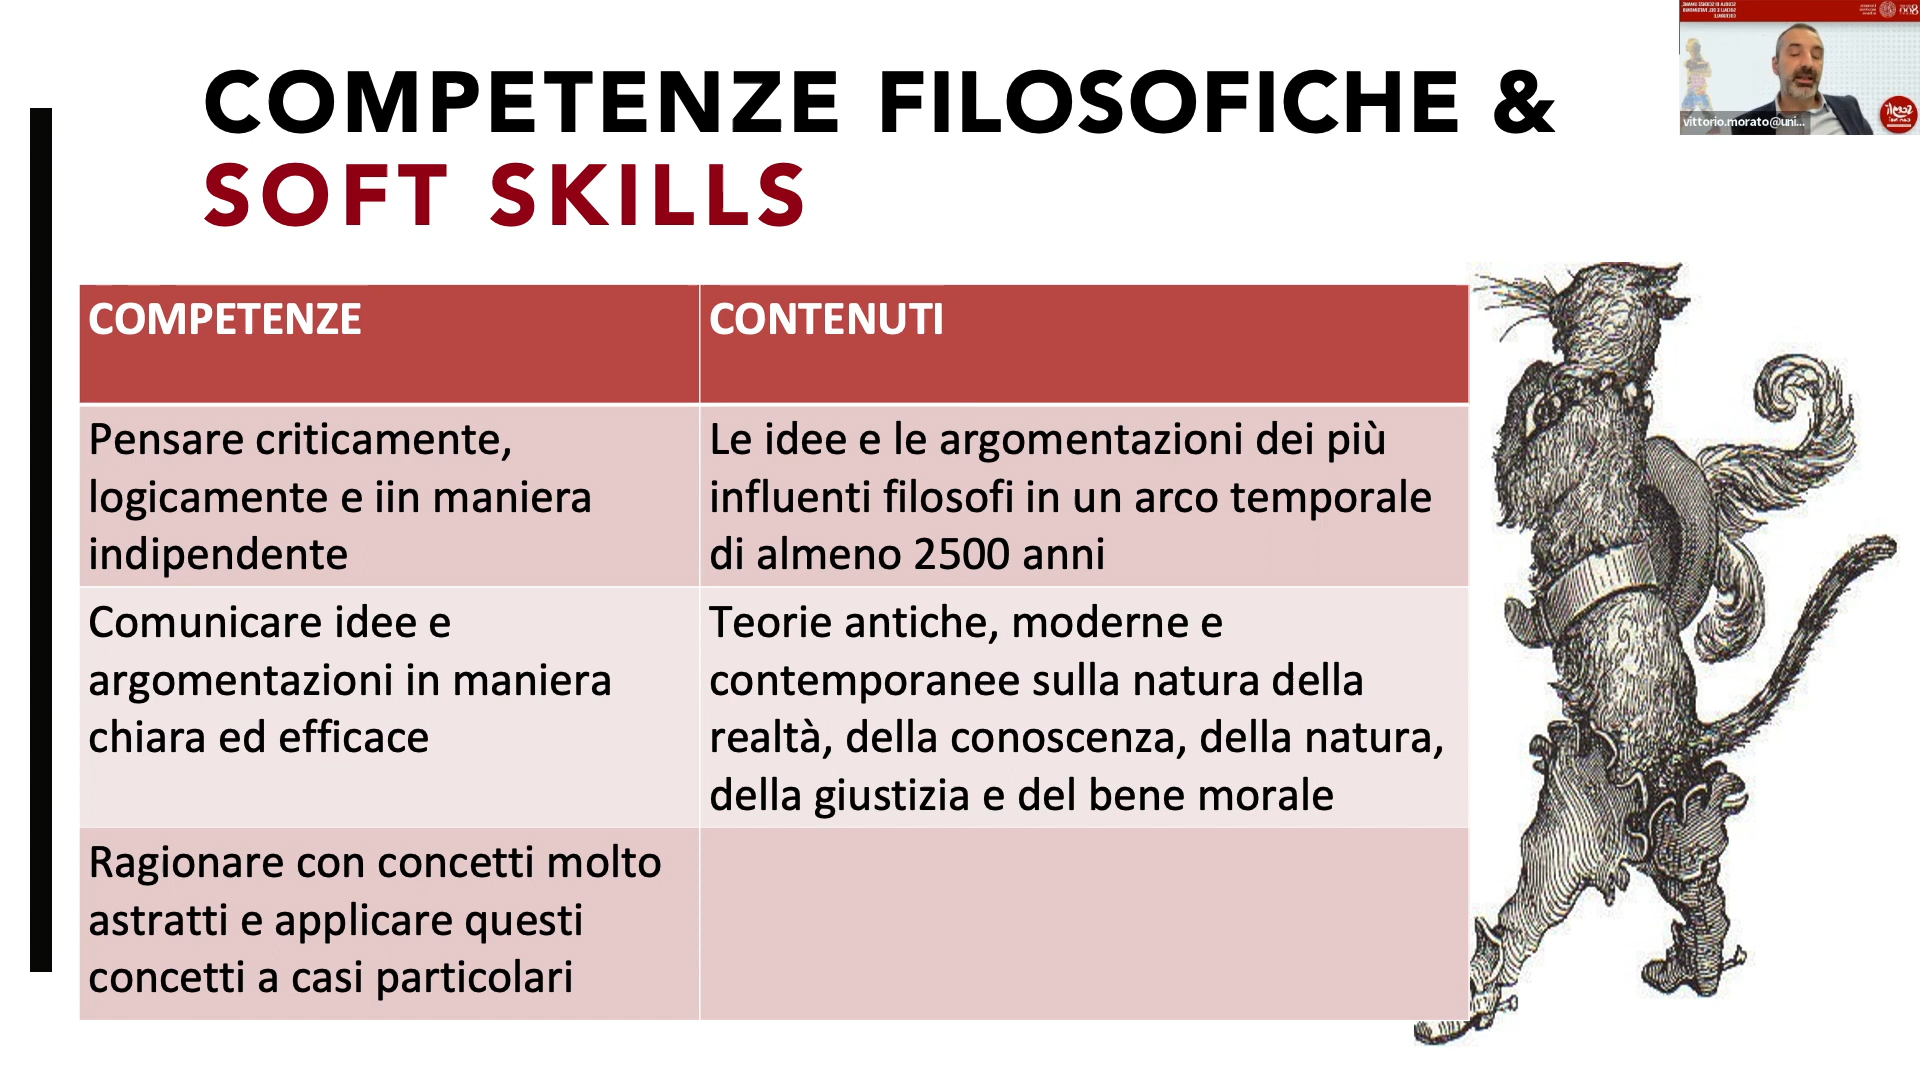 COMPETENZE FILOSOFICHE &
SOFT SKILLS
COMPETENZE
CONTENUTI
Pensare criticamente,
logicamente e iin maniera
indipendente
Le idee e le argomentazioni dei più
influenti filosofi in un arco temporale
di almeno 2500 anni
Comunicare idee e
argomentazioni in maniera
chiara ed efficace
Teorie antiche, moderne e
contemporanee sulla natura della
realtà, della conoscenza, della natura,
della giustizia e del bene morale
Ragionare con concetti molto
astratti e applicare questi
concetti a casi particolari
vittorio.morato@uni...
800